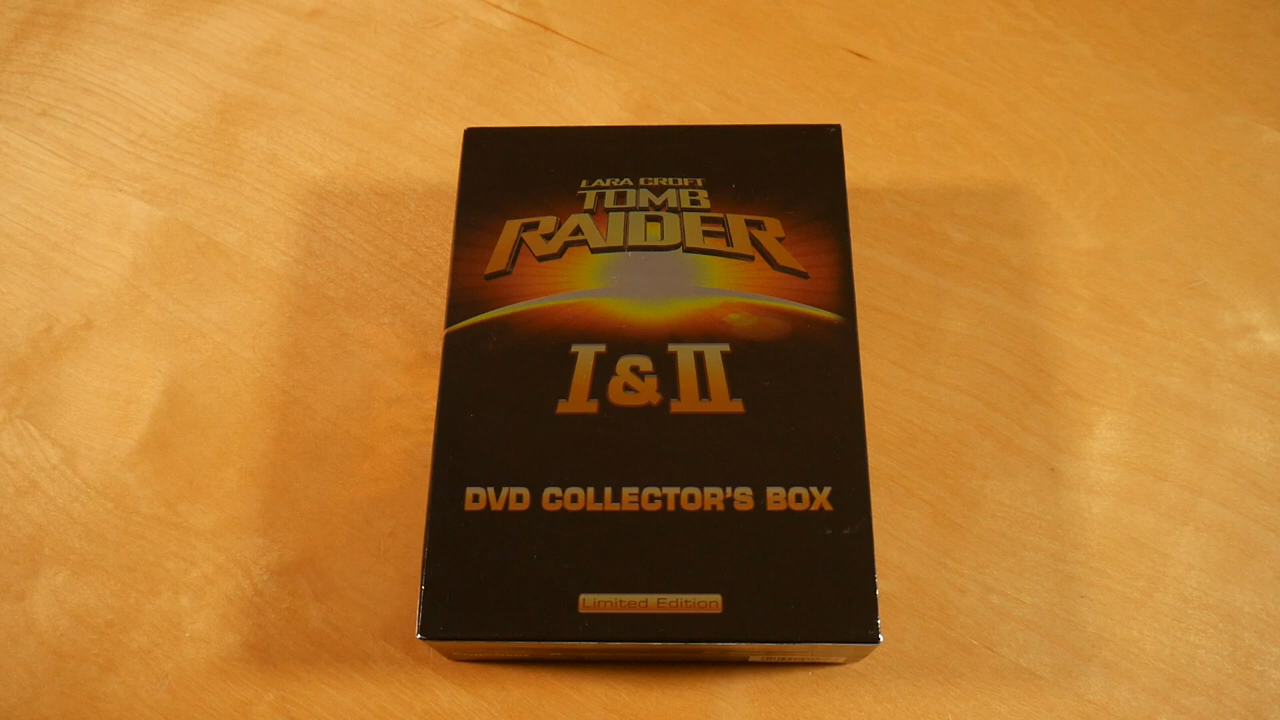 LARA CROFT
TOMB
RAIDER
I & II
DVD COLLECTOR'S BOX
Limited Edition